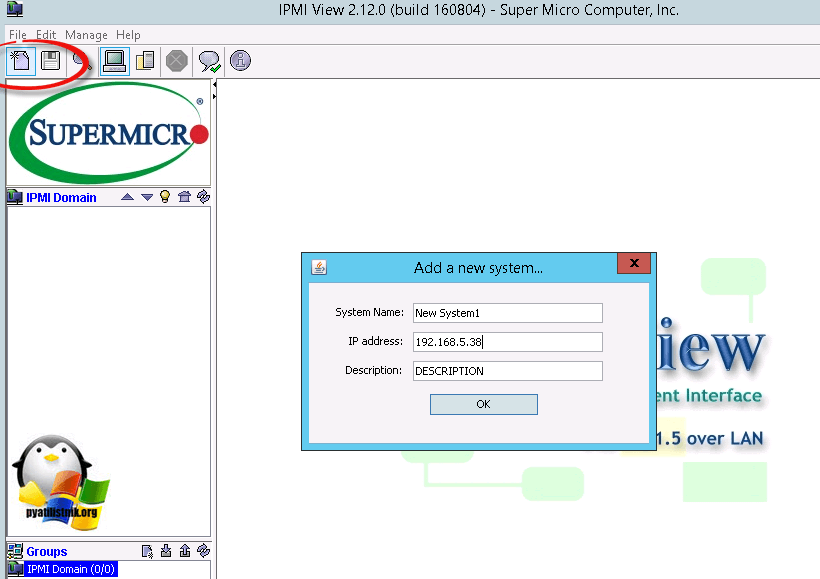 IPMI View 2.12.0 (build 160804) - Super Micro Computer, Inc.
File Edit Manage Help
SUPERMICR
®
IPMI Domain
Add a new system...
System Name: New System1
IP address: 192.168.5.38
Description: DESCRIPTION
OK
iew
ent Interface
1.5 over LAN
pyatilistnik.org
Groups
IPMI Domain (0/0)